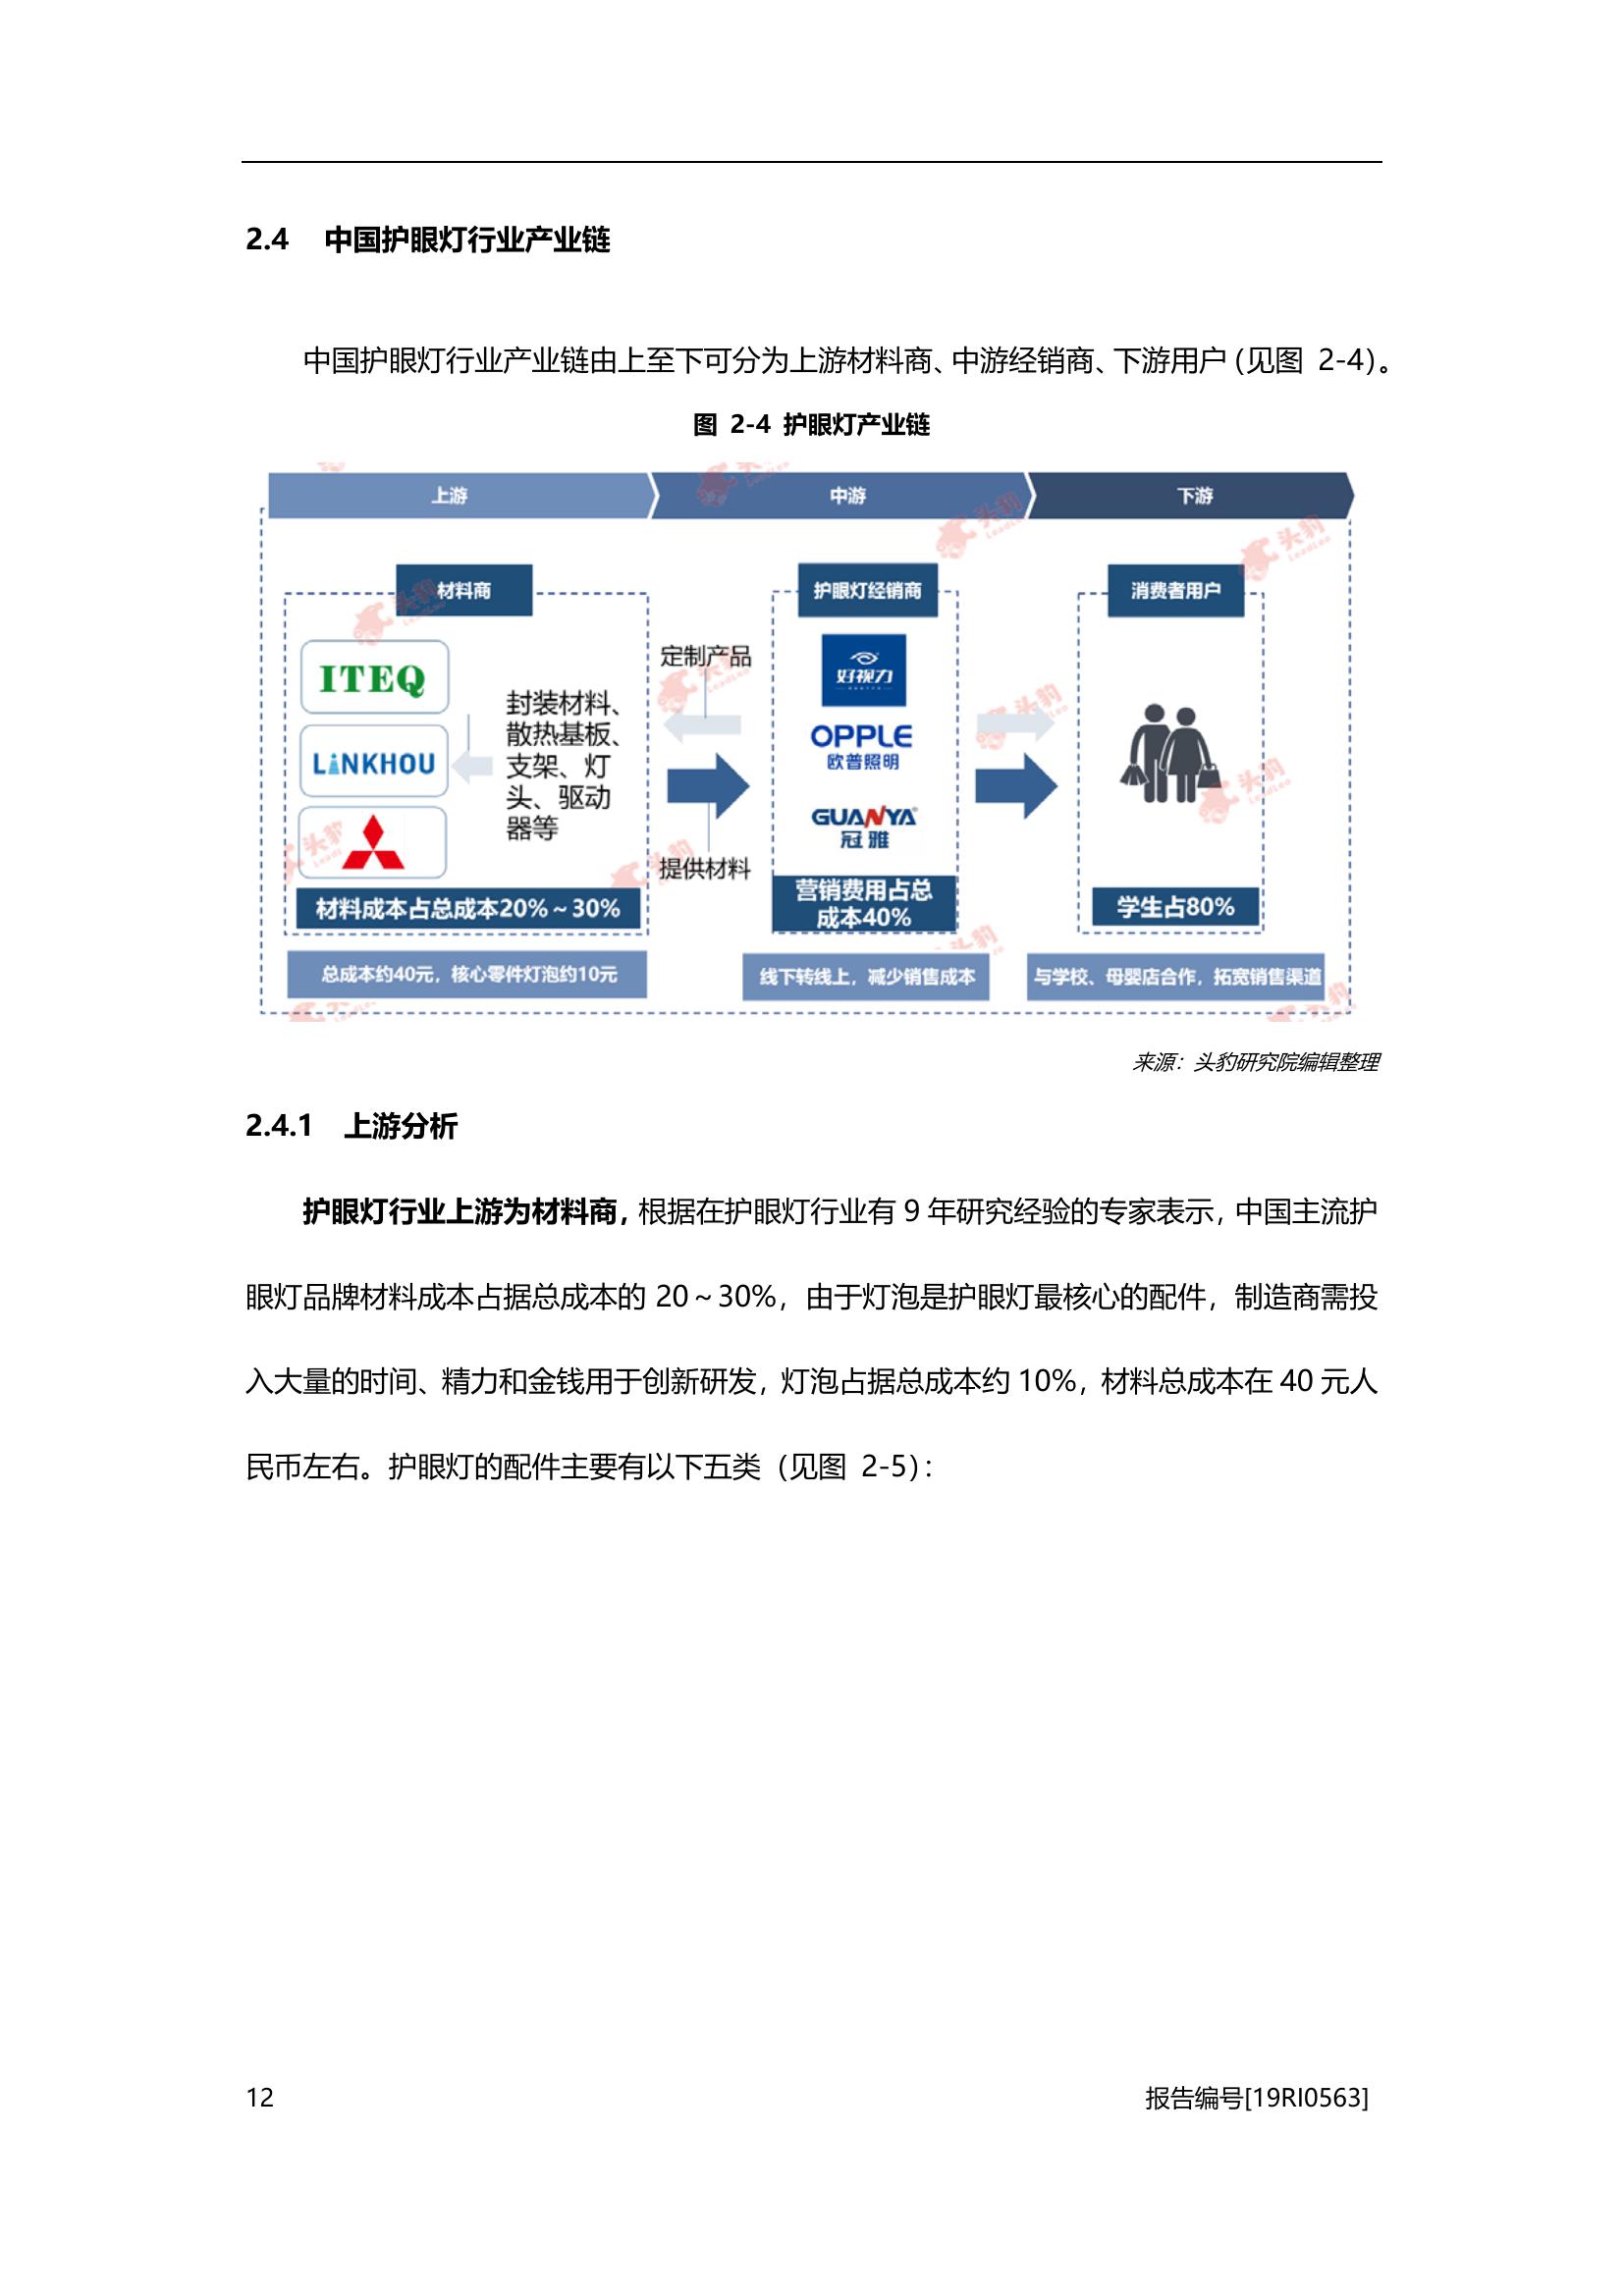 2.4 中国护眼灯行业产业链
中国护眼灯行业产业链由上至下可分为上游材料商、中游经销商、下游用户（见图 2-4）。
图 2-4 护眼灯产业链
上游
中游
下游
材料商
护眼灯经销商
消费者用户
ITEQ
LiNKHOU
封装材料、
散热基板、
支架、灯
头、驱动
器等
定制产品
提供材料
好视力
OPPLE
欧普照明
GUANYA
冠雅
材料成本占总成本20%～30%
营销费用占总
成本40%
学生占80%
总成本约40元，核心零件灯泡约10元
线下转线上，减少销售成本
与学校、母婴店合作，拓宽销售渠道
头豹
LeadLeo
来源：头豹研究院编辑整理
2.4.1 上游分析
护眼灯行业上游为材料商，根据在护眼灯行业有 9 年研究经验的专家表示，中国主流护
眼灯品牌材料成本占据总成本的 20～30%，由于灯泡是护眼灯最核心的配件，制造商需投
入大量的时间、精力和金钱用于创新研发，灯泡占据总成本约 10%，材料总成本在 40 元人
民币左右。护眼灯的配件主要有以下五类（见图 2-5）：
12
报告编号[19RI0563]